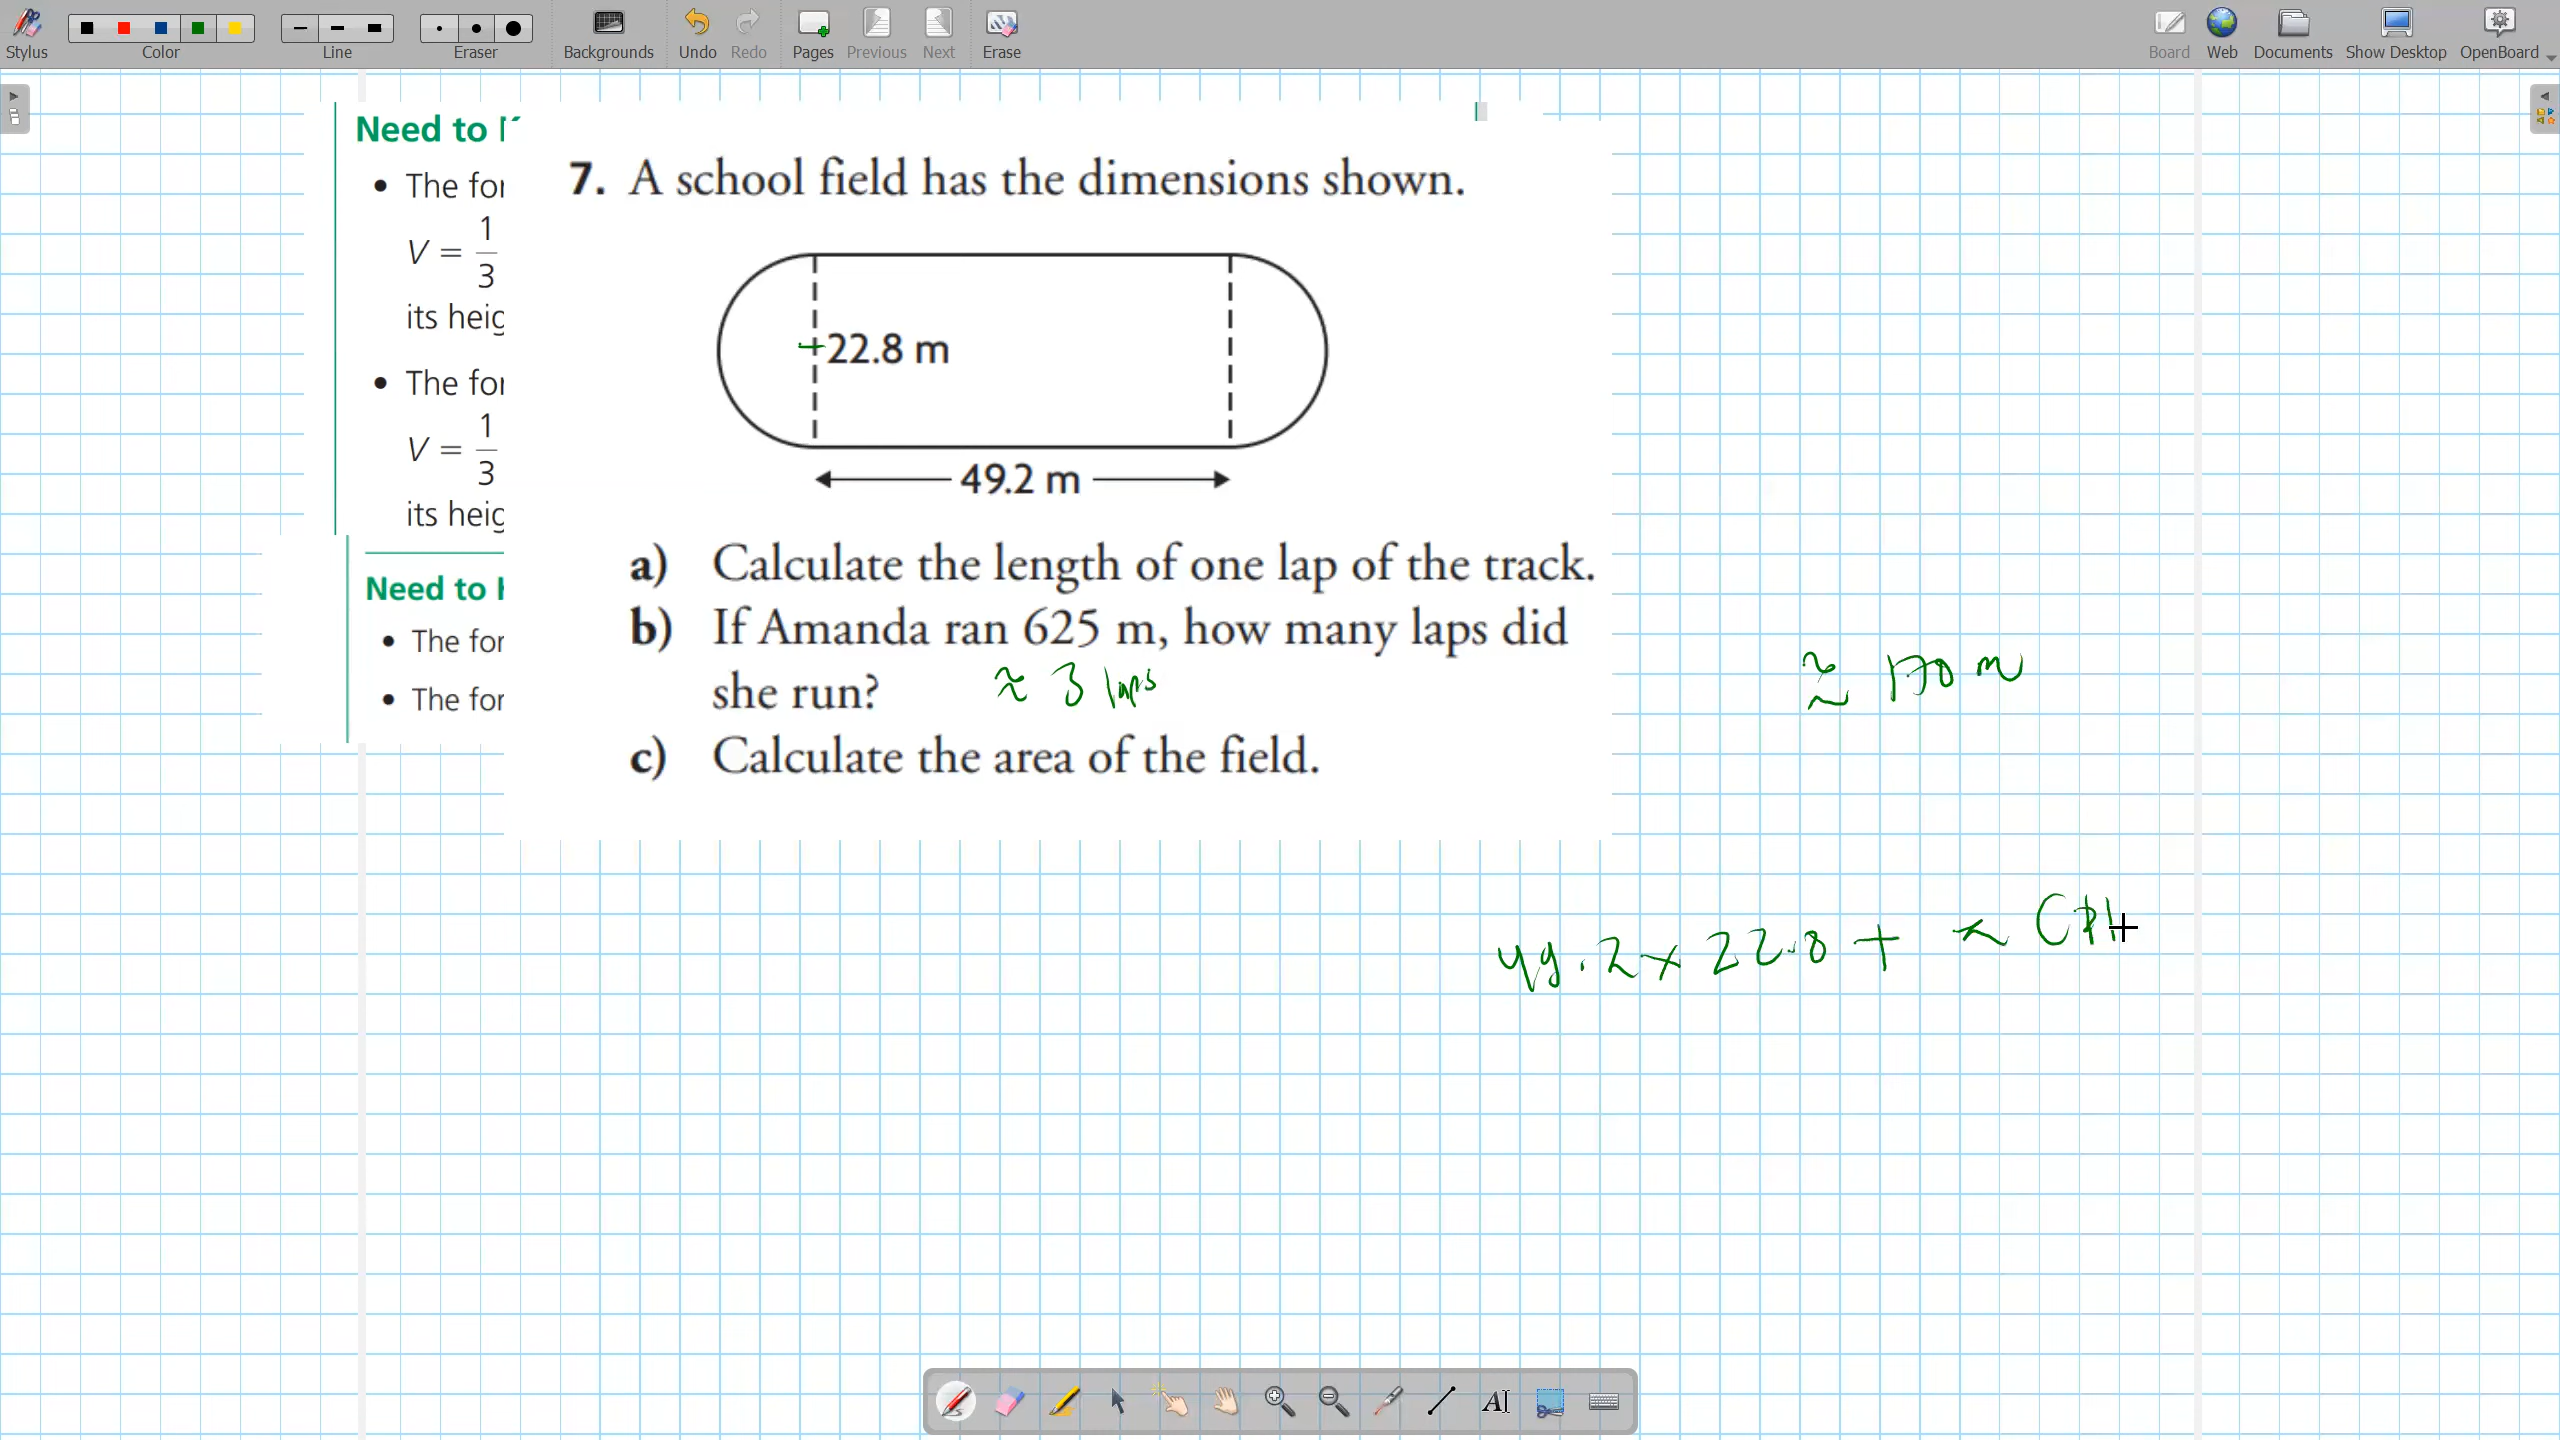 Stylus Color Line Eraser Backgrounds Undo Redo Pages Previous Next Erase Board Web Documents Show Desktop OpenBoard
Need to
• The for
V = 1/3
its heig
• The for
V = 1/3
its heig
Need to
• The for
• The for
7. A school field has the dimensions shown.
22.8 m
49.2 m
a) Calculate the length of one lap of the track.
b) If Amanda ran 625 m, how many laps did
she run? ≈ 3 laps
c) Calculate the area of the field.
≅ 170 m
49.2 × 22.8 +